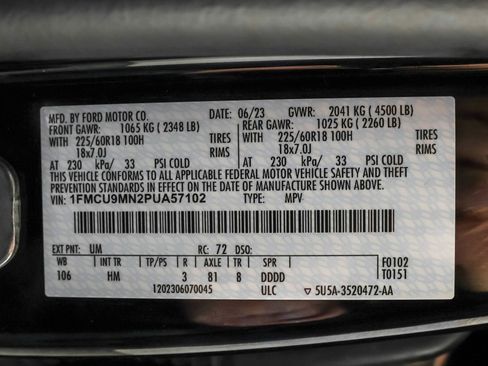 MFD. BY FORD MOTOR CO. 06/23 GVWR: 2041 KG (4500 LB)
FRONT GAWR: 1065 KG (2348 LB) REAR GAWR: 1025 KG (2260 LB)
WITH 225/60R18 100H TIRES WITH 225/60R18 100H TIRES
18x7.0J RIMS 18x7.0J RIMS
AT 230 kPa/ 33 PSI COLD AT 230 kPa/ 33 PSI COLD
THIS VEHICLE CONFORMS TO ALL APPLICABLE FEDERAL MOTOR VEHICLE SAFETY AND THEFT
PREVENTION STANDARDS IN EFFECT ON THE DATE OF MANUFACTURE SHOWN ABOVE.
VIN: 1FMCU9MN2PUA57102 TYPE: MPV
EXT PNT: UM RC: 72 DSO: F0102
WB INT TR TP/PS R AXLE TR SPR T0151
106 HM 3 81 8 DDDD
1202306070045 ULC 5U5A-3520472-AA